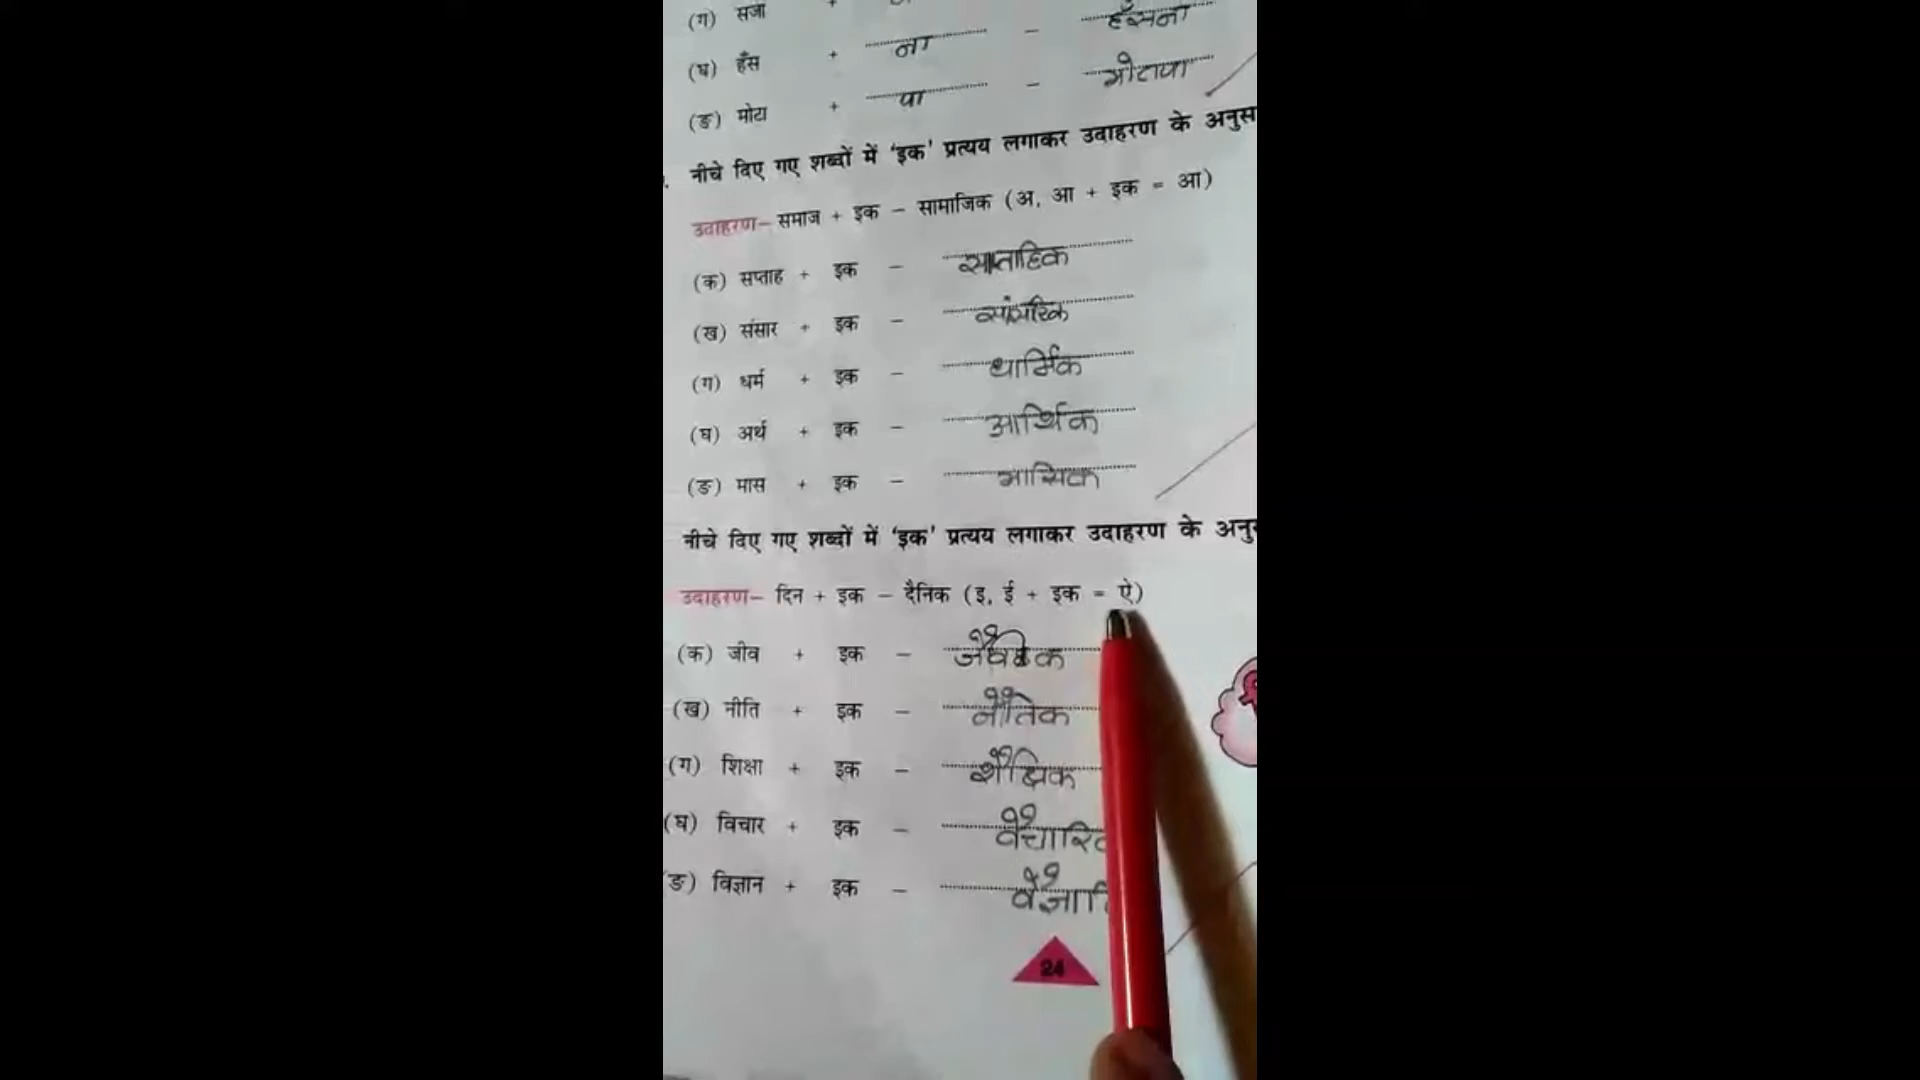 (ग) सजा +
(घ) हँस + ना – हँसना
(ङ) मोटा + पा – मोटापा
नीचे दिए गए शब्दों में 'इक' प्रत्यय लगाकर उदाहरण के अनुस
उदाहरण– समाज + इक – सामाजिक (अ, आ + इक = आ)
(क) सप्ताह + इक – साप्ताहिक
(ख) संसार + इक – सांसरिक
(ग) धर्म + इक – धार्मिक
(घ) अर्थ + इक – आर्थिक
(ङ) मास + इक – मासिक
नीचे दिए गए शब्दों में 'इक' प्रत्यय लगाकर उदाहरण के अनु
उदाहरण– दिन + इक – दैनिक (इ, ई + इक = ऐ)
(क) जीव + इक –
(ख) नीति + इक – नैतिक
(ग) शिक्षा + इक – शैक्षिक
(घ) विचार + इक – वैचारि
(ङ) विज्ञान + इक – वैज्ञानि
24